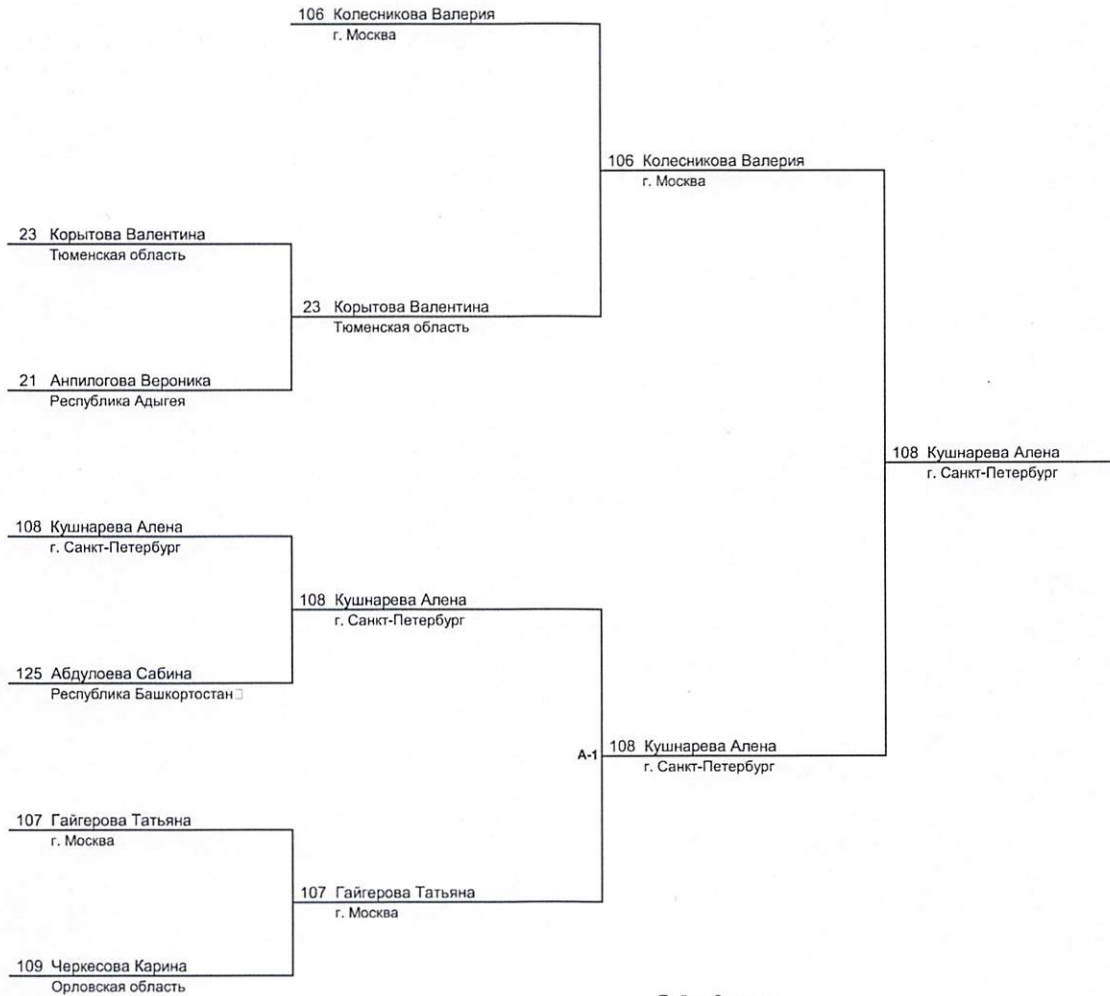 106 Колесникова Валерия
г. Москва
106 Колесникова Валерия
г. Москва
23 Корытова Валентина
Тюменская область
23 Корытова Валентина
Тюменская область
21 Анпилогова Вероника
Республика Адыгея
108 Кушнарева Алена
г. Санкт-Петербург
108 Кушнарева Алена
г. Санкт-Петербург
108 Кушнарева Алена
г. Санкт-Петербург
125 Абдулоева Сабина
Республика Башкортостан
А-1 108 Кушнарева Алена
г. Санкт-Петербург
107 Гайгерова Татьяна
г. Москва
107 Гайгерова Татьяна
г. Москва
109 Черкесова Карина
Орловская область